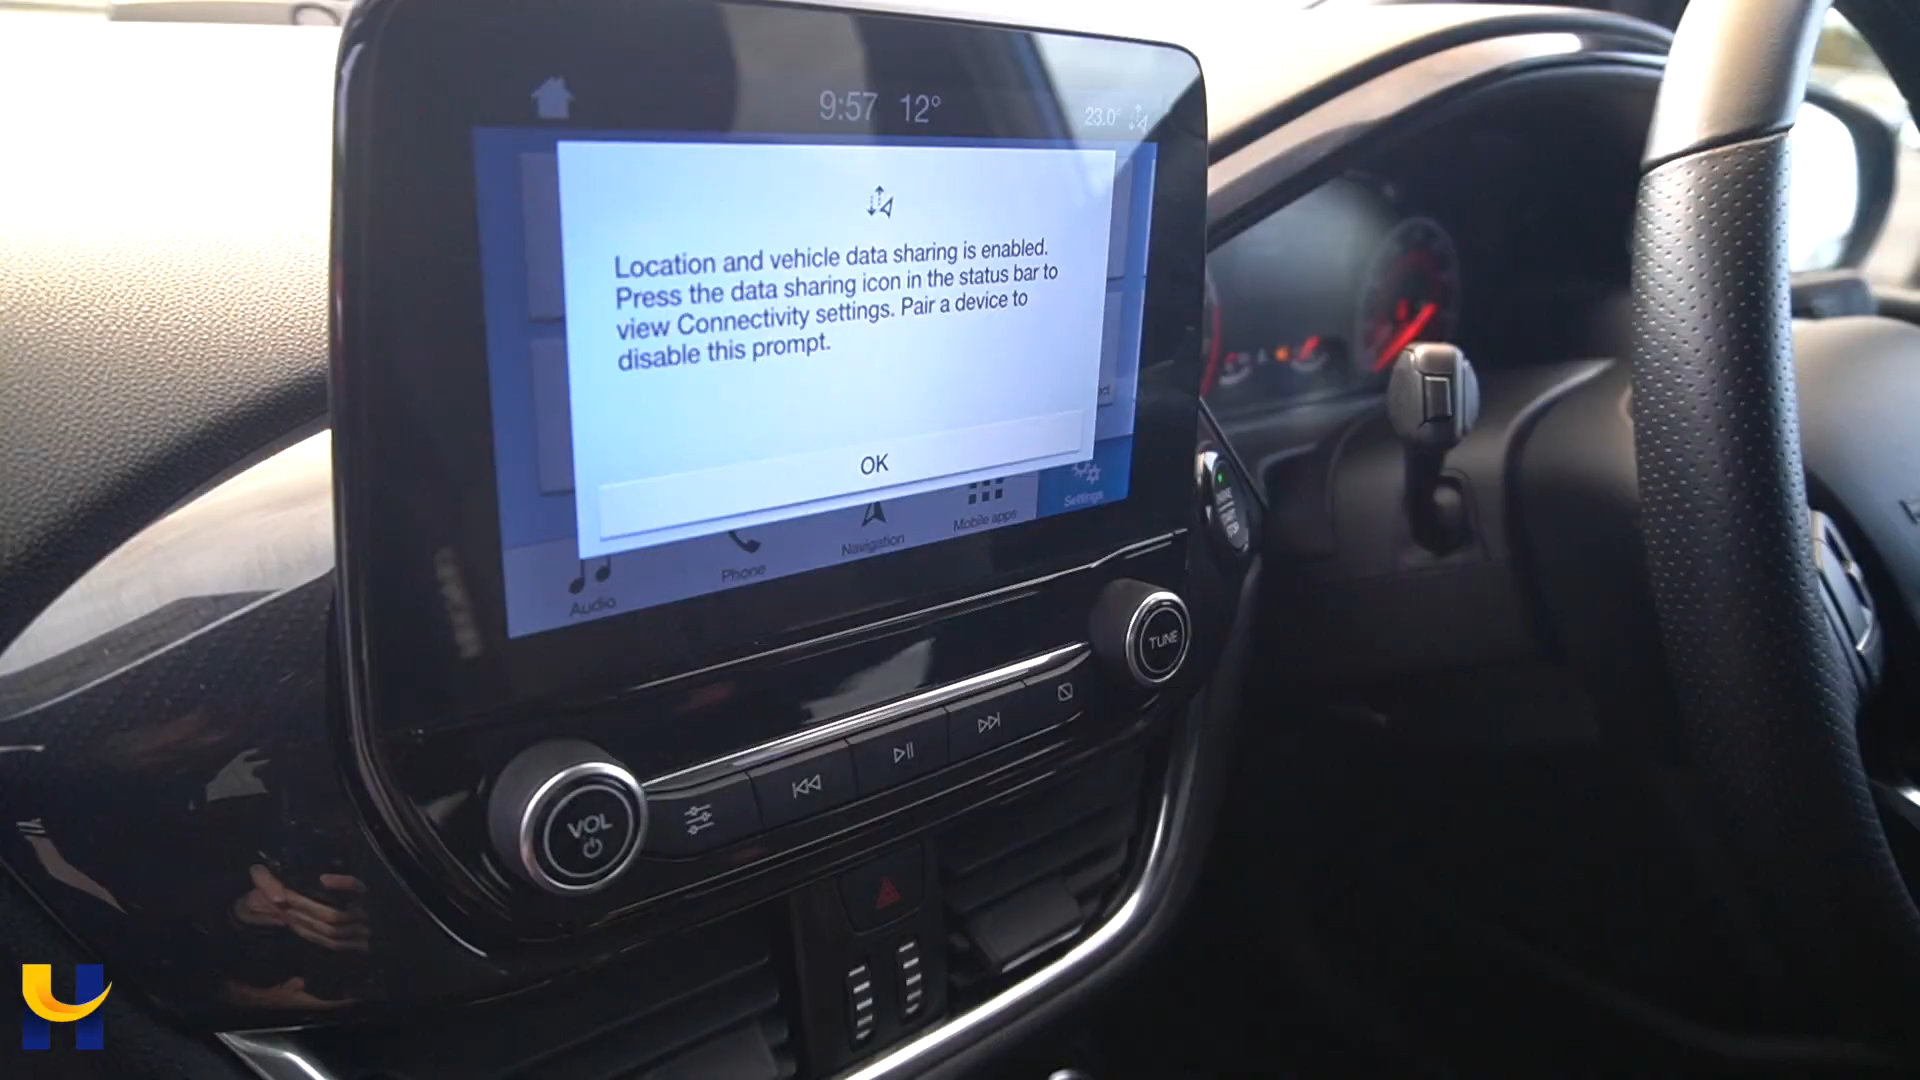 9:57 12°
23.0°
Location and vehicle data sharing is enabled.
Press the data sharing icon in the status bar to
view Connectivity settings. Pair a device to
disable this prompt.
OK
Audio
Phone
Navigation
Mobile apps
Settings
VOL
TUNE